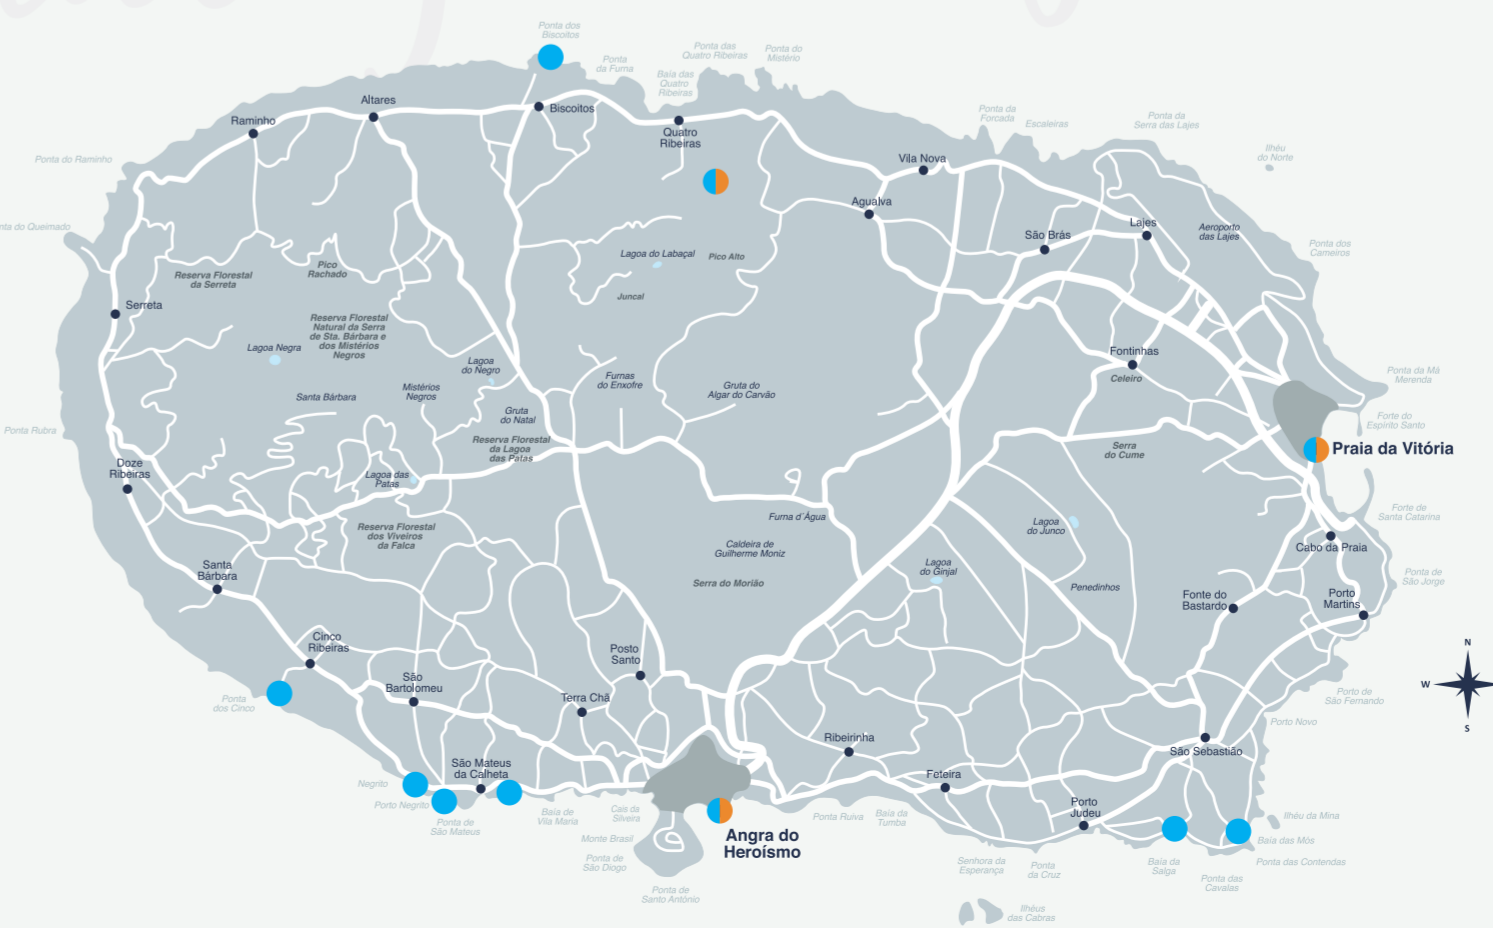 Ponta dos
Biscoitos
Ponta
da Furna
Ponta das
Quatro Ribeiras
Ponta do
Mistério
Baía das
Quatro
Ribeiras
Altares
Biscoitos
Raminho
Quatro
Ribeiras
Ponta da
Forcada
Escaleiras
Ponta da
Serra das Lajes
Ilhéu
do Norte
Ponta do Raminho
Vila Nova
Agualva
Lajes
São Brás
Aeroporto
das Lajes
nta do Queimado
Ponta dos
Carneiros
Lagoa do Labaçal
Pico Alto
Pico
Rachado
Reserva Florestal
da Serreta
Juncal
Serreta
Reserva Florestal
Natural da Serra
de Sta. Bárbara e
dos Mistérios
Negros
Lagoa Negra
Lagoa
do Negro
Fontinhas
Celeiro
Furnas
do Enxofre
Gruta do
Algar do Carvão
Mistérios
Negros
Santa Bárbara
Gruta
do Natal
Ponta da Má
Merenda
Forte do
Espírito Santo
Ponta Rubra
Reserva Florestal
da Lagoa
das Patas
Serra
do Cume
Praia da Vitória
Doze
Ribeiras
Lagoa das
Patas
Furna d´Água
Lagoa
do Junco
Forte de
Santa Catarina
Reserva Florestal
dos Viveiros
da Falca
Caldeira de
Guilherme Moniz
Cabo da Praia
Santa
Bárbara
Serra do Morião
Lagoa
do Ginjal
Penedinhos
Ponta de
São Jorge
Fonte do
Bastardo
Porto
Martins
Cinco
Ribeiras
Posto
Santo
N
W
S
São
Bartolomeu
Terra Chã
Ponta
dos Cinco
Porto de
São Fernando
Porto Novo
Ribeirinha
São Sebastião
São Mateus
da Calheta
Feteira
Negrito
Porto Negrito
Ponta de
São Mateus
Baía de
Vila Maria
Cais da
Silveira
Ponta Ruiva
Baía da
Tumba
Porto
Judeu
Ilhéu da Mina
Monte Brasil
Angra do
Heroísmo
Baía das Mós
Ponta de
São Diogo
Senhora da
Esperança
Ponta
da Cruz
Baia da
Salga
Ponta das Contendas
Ponta das
Cavalas
Ponta de
Santo António
Ilhéus
das Cabras